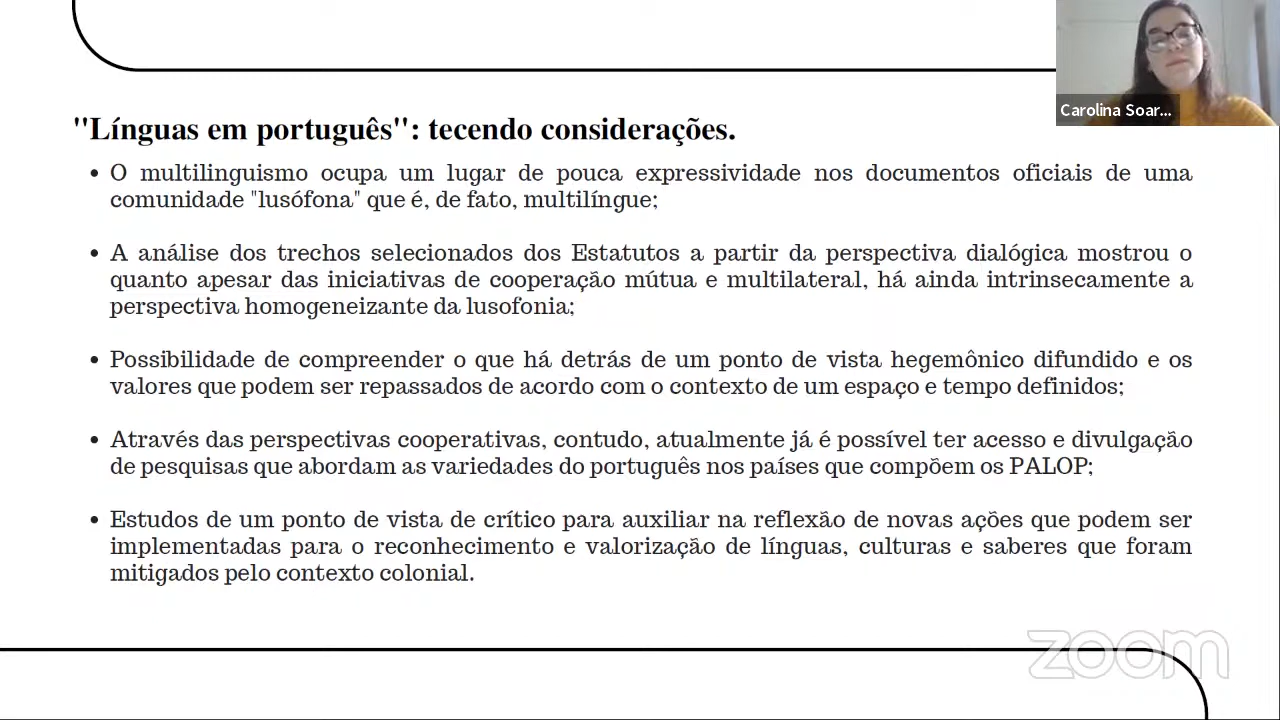 Carolina Soar...
"Línguas em português": tecendo considerações.
• O multilinguismo ocupa um lugar de pouca expressividade nos documentos oficiais de uma
comunidade "lusófona" que é, de fato, multilíngue;
• A análise dos trechos selecionados dos Estatutos a partir da perspectiva dialógica mostrou o
quanto apesar das iniciativas de cooperação mútua e multilateral, há ainda intrinsecamente a
perspectiva homogeneizante da lusofonia;
• Possibilidade de compreender o que há detrás de um ponto de vista hegemônico difundido e os
valores que podem ser repassados de acordo com o contexto de um espaço e tempo definidos;
• Através das perspectivas cooperativas, contudo, atualmente já é possível ter acesso e divulgação
de pesquisas que abordam as variedades do português nos países que compõem os PALOP;
• Estudos de um ponto de vista de crítico para auxiliar na reflexão de novas ações que podem ser
implementadas para o reconhecimento e valorização de línguas, culturas e saberes que foram
mitigados pelo contexto colonial.
zoom